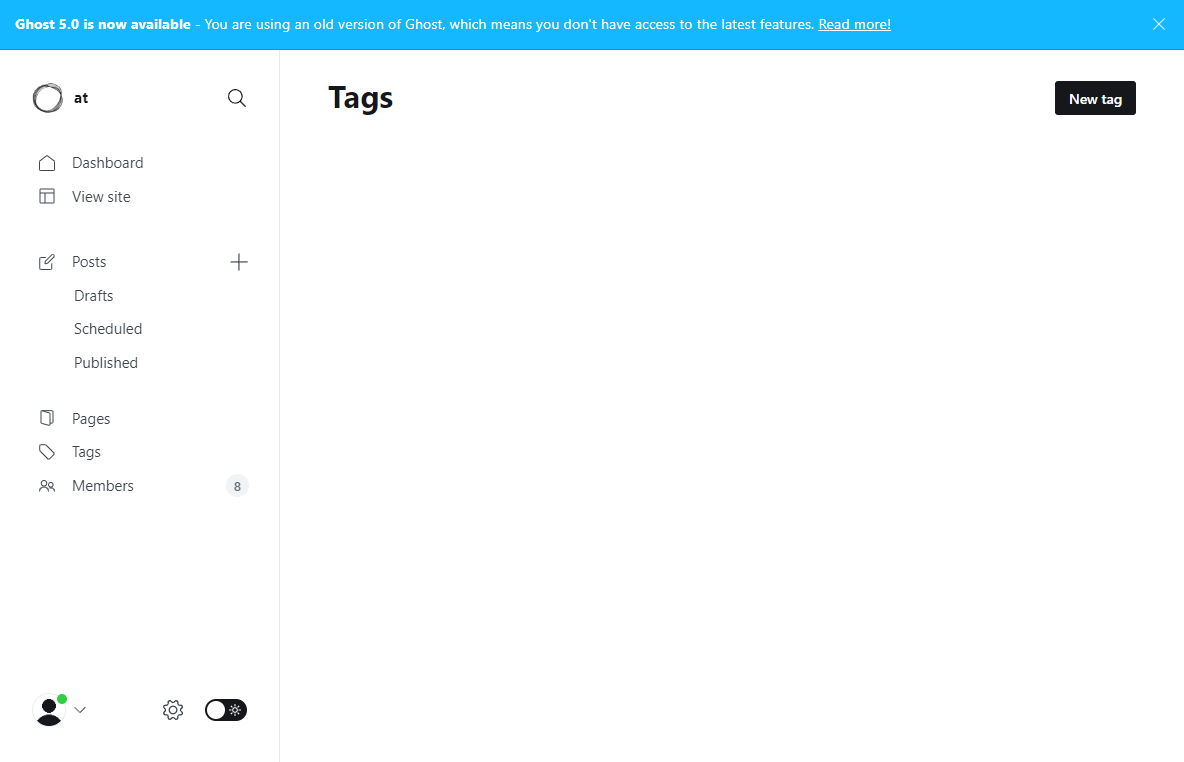 Ghost 5.0 is now available - You are using an old version of Ghost, which means you don't have access to the latest features. Read more!
at
Tags
New tag
Dashboard
View site
Posts
Drafts
Scheduled
Published
Pages
Tags
Members
8